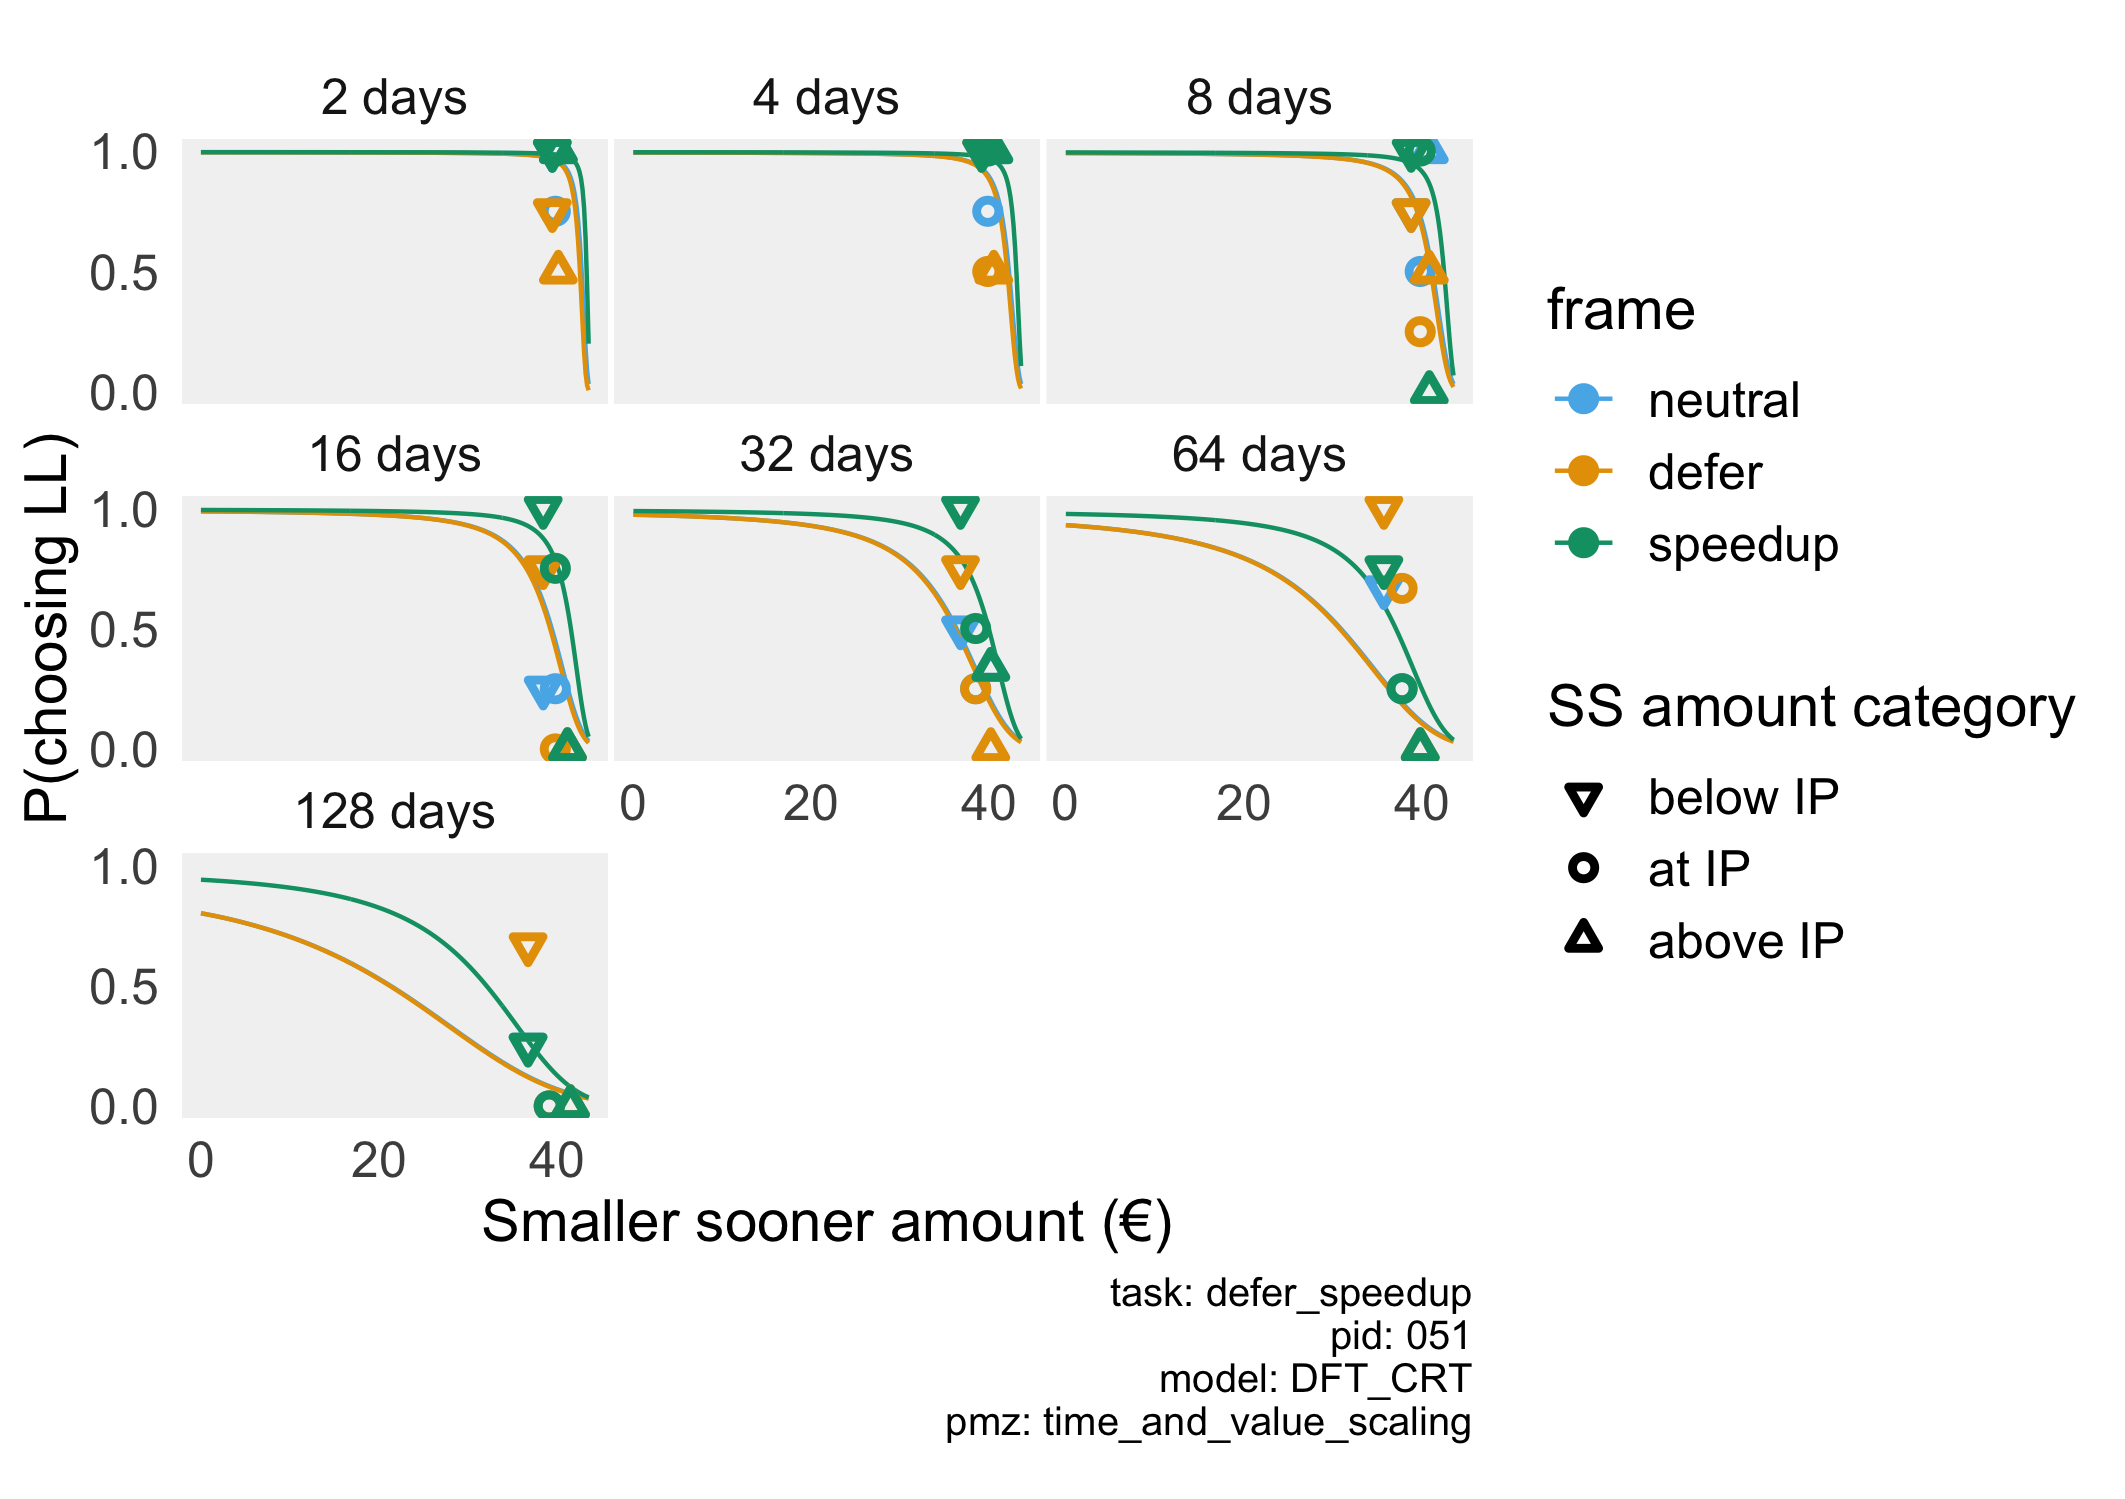 2 days
4 days
8 days
1.0
0.5
0.0
16 days
32 days
64 days
1.0
0.5
0.0
0
20
40
0
20
40
128 days
1.0
0.5
0.0
0
20
40
P(choosing LL)
Smaller sooner amount (€)
frame
neutral
defer
speedup
SS amount category
below IP
at IP
above IP
task: defer_speedup
pid: 051
model: DFT_CRT
pmz: time_and_value_scaling